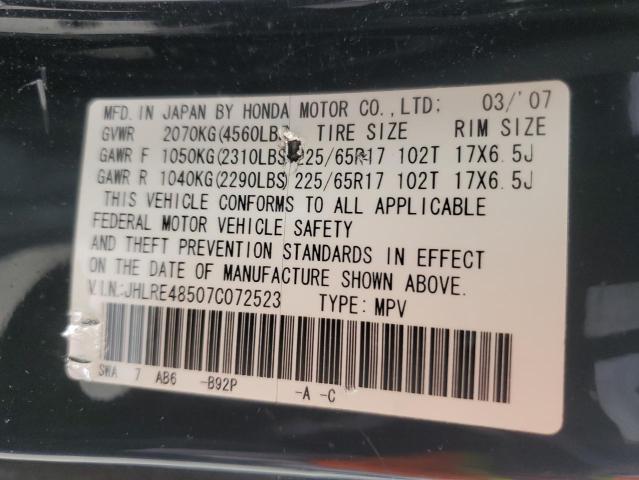 MFD. IN JAPAN BY HONDA MOTOR CO.,LTD: 03/'07
GVWR 2070KG(4560LB TIRE SIZE RIM SIZE
GAWR F 1050KG(2310LBS) 225/65R17 102T 17X6.5J
GAWR R 1040KG(2290LBS) 225/65R17 102T 17X6.5J
THIS VEHICLE CONFORMS TO ALL APPLICABLE
FEDERAL MOTOR VEHICLE SAFETY
AND THEFT PREVENTION STANDARDS IN EFFECT
ON THE DATE OF MANUFACTURE SHOWN ABOVE.
V.I.N.:JHLRE48507C072523 TYPE: MPV
SWA 7 AB6 -B92P -A -C